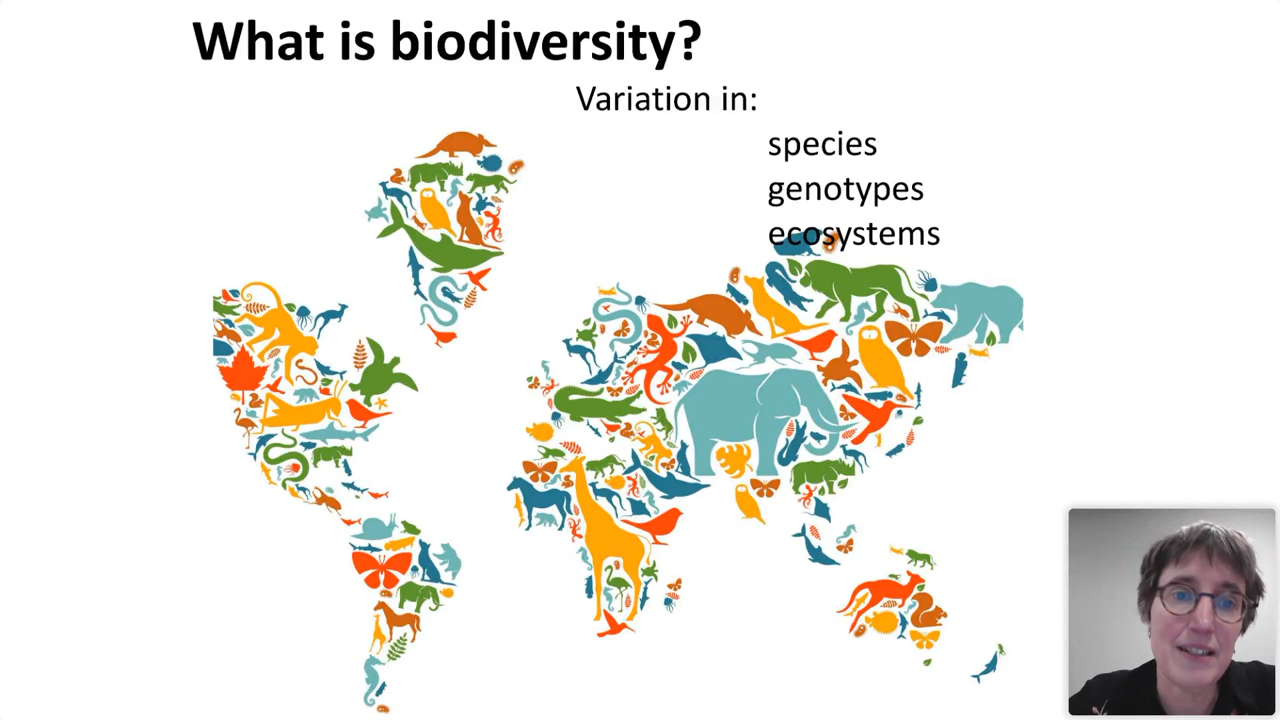 What is biodiversity?
Variation in:
species
genotypes
ecosystems